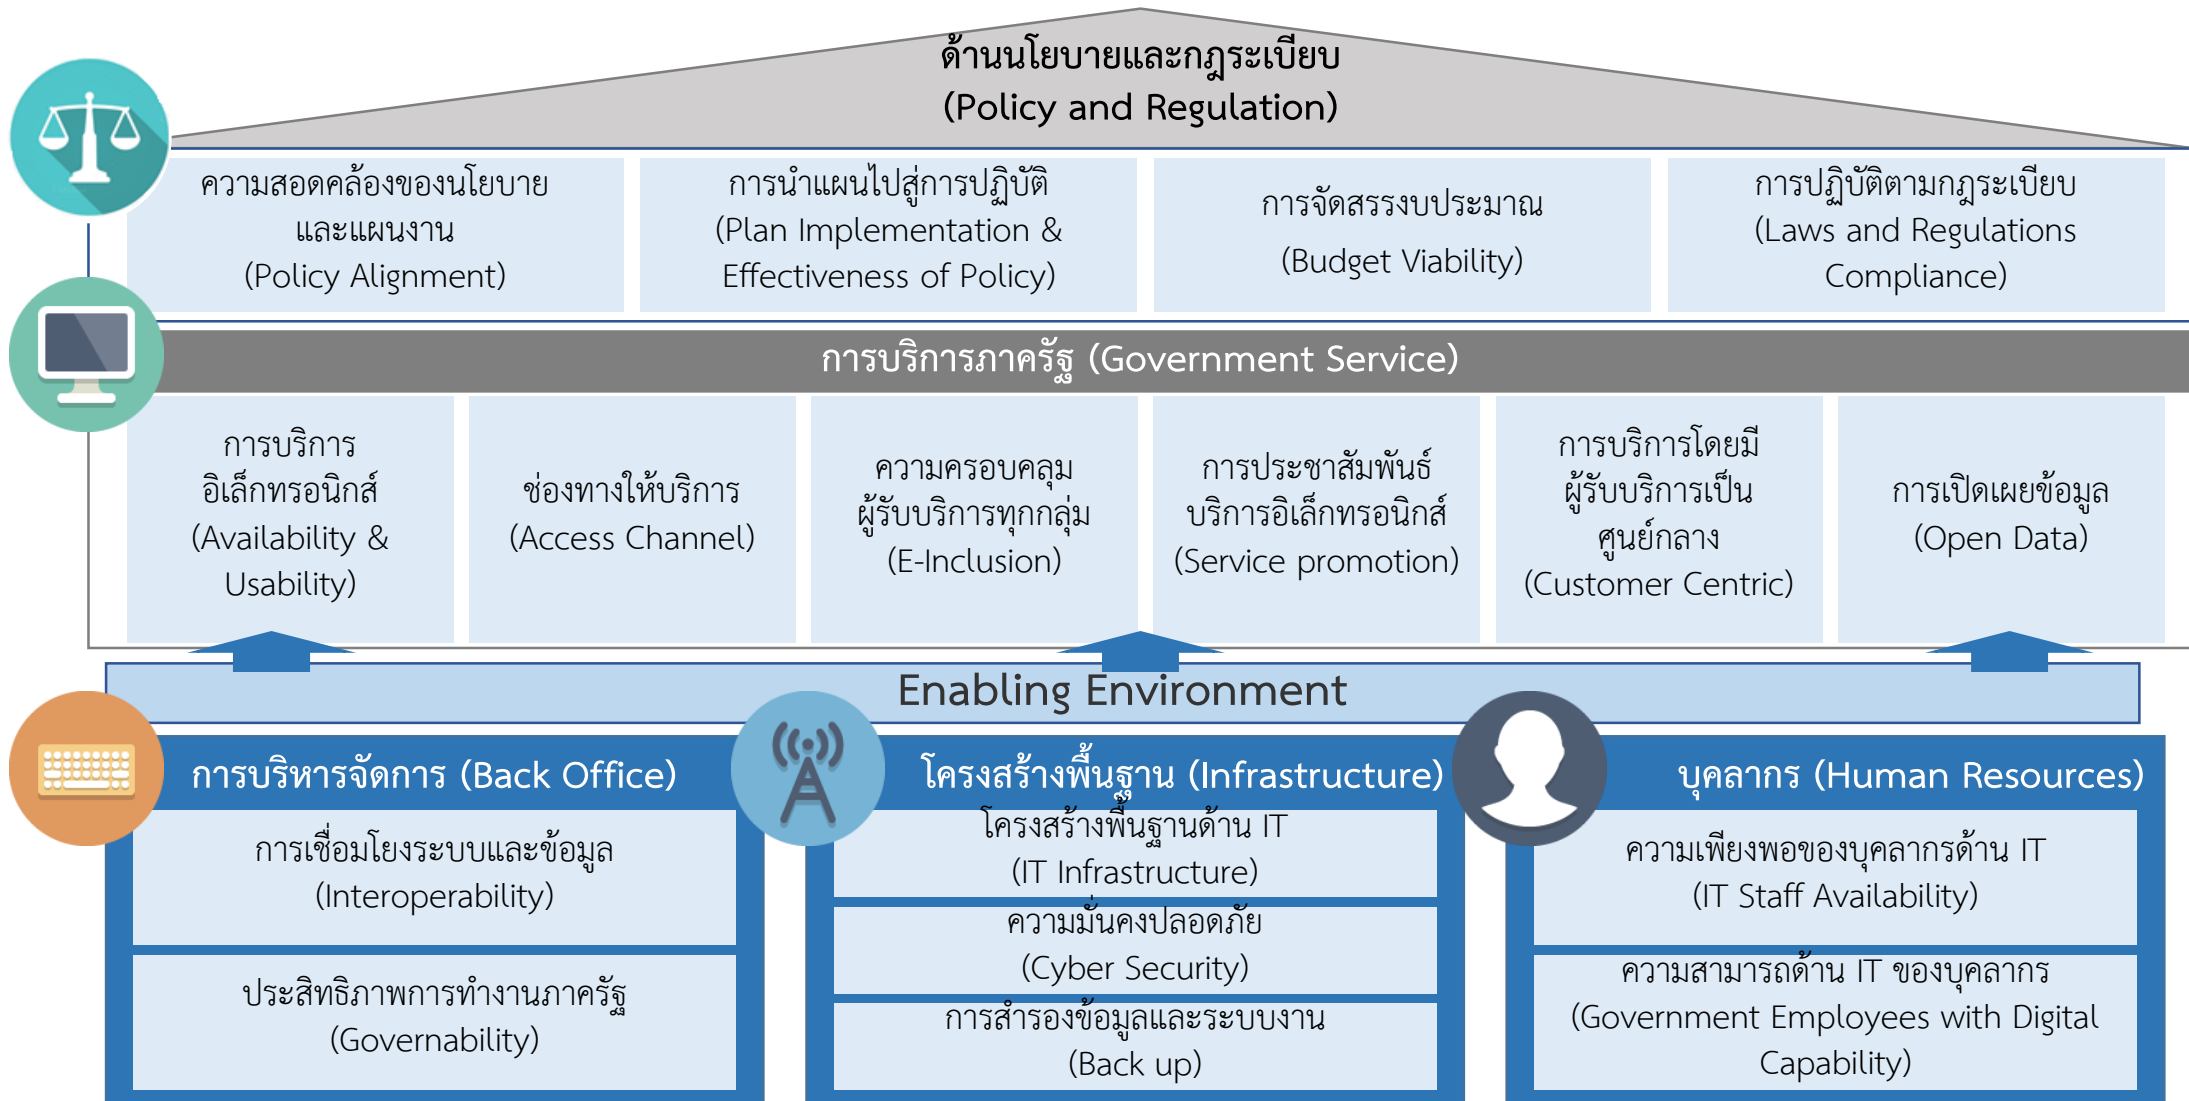 ด้านนโยบายและกฎระเบียบ
(Policy and Regulation)
ความสอดคล้องของนโยบาย
และแผนงาน
(Policy Alignment)
การนำแผนไปสู่การปฏิบัติ
(Plan Implementation &
Effectiveness of Policy)
การจัดสรรงบประมาณ
(Budget Viability)
การปฏิบัติตามกฎระเบียบ
(Laws and Regulations
Compliance)
การบริการภาครัฐ (Government Service)
การบริการ
อิเล็กทรอนิกส์
(Availability &
Usability)
ช่องทางให้บริการ
(Access Channel)
ความครอบคลุม
ผู้รับบริการทุกกลุ่ม
(E-Inclusion)
การประชาสัมพันธ์
บริการอิเล็กทรอนิกส์
(Service promotion)
การบริการโดยมี
ผู้รับบริการเป็น
ศูนย์กลาง
(Customer Centric)
การเปิดเผยข้อมูล
(Open Data)
Enabling Environment
การบริหารจัดการ (Back Office)
การเชื่อมโยงระบบและข้อมูล
(Interoperability)
ประสิทธิภาพการทำงานภาครัฐ
(Governability)
โครงสร้างพื้นฐาน (Infrastructure)
โครงสร้างพื้นฐานด้าน IT
(IT Infrastructure)
ความมั่นคงปลอดภัย
(Cyber Security)
การสำรองข้อมูลและระบบงาน
(Back up)
บุคลากร (Human Resources)
ความเพียงพอของบุคลากรด้าน IT
(IT Staff Availability)
ความสามารถด้าน IT ของบุคลากร
(Government Employees with Digital
Capability)